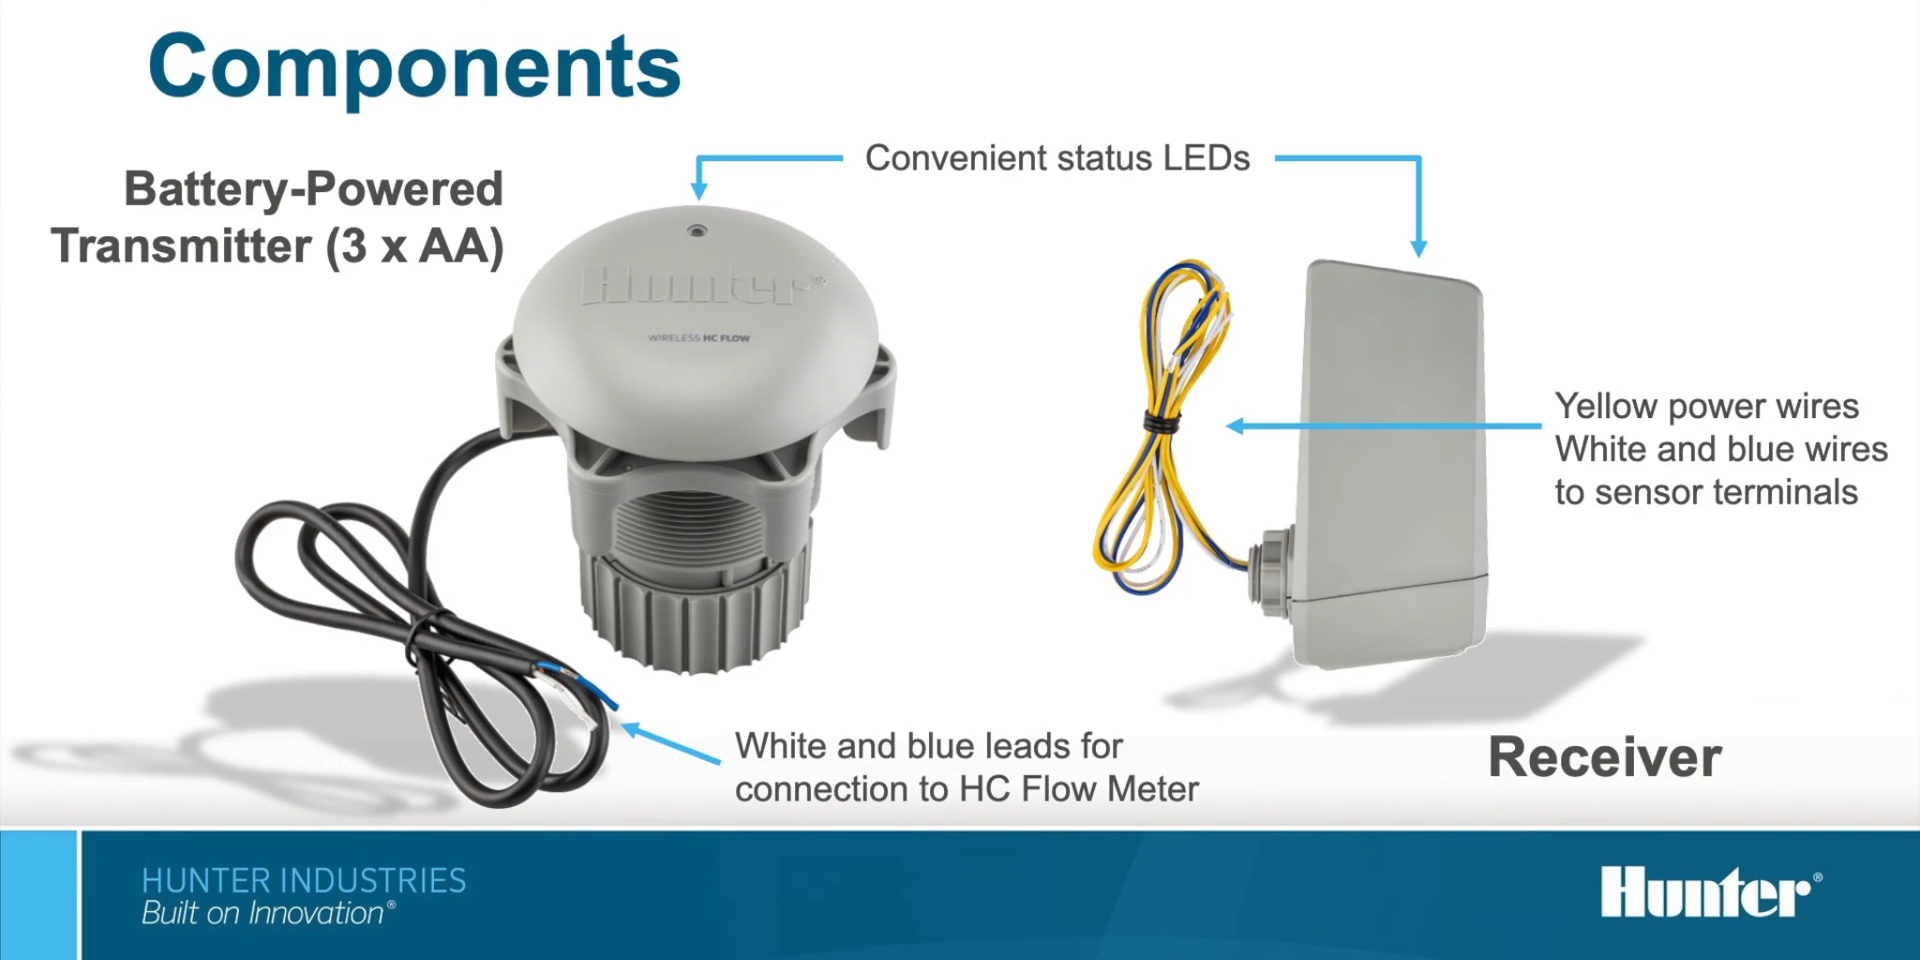 Components
Battery-Powered
Transmitter (3 x AA)
Convenient status LEDs
Hunter®
WIRELESS HC FLOW
Yellow power wires
White and blue wires
to sensor terminals
White and blue leads for
connection to HC Flow Meter
Receiver
HUNTER INDUSTRIES
Built on Innovation®
Hunter®